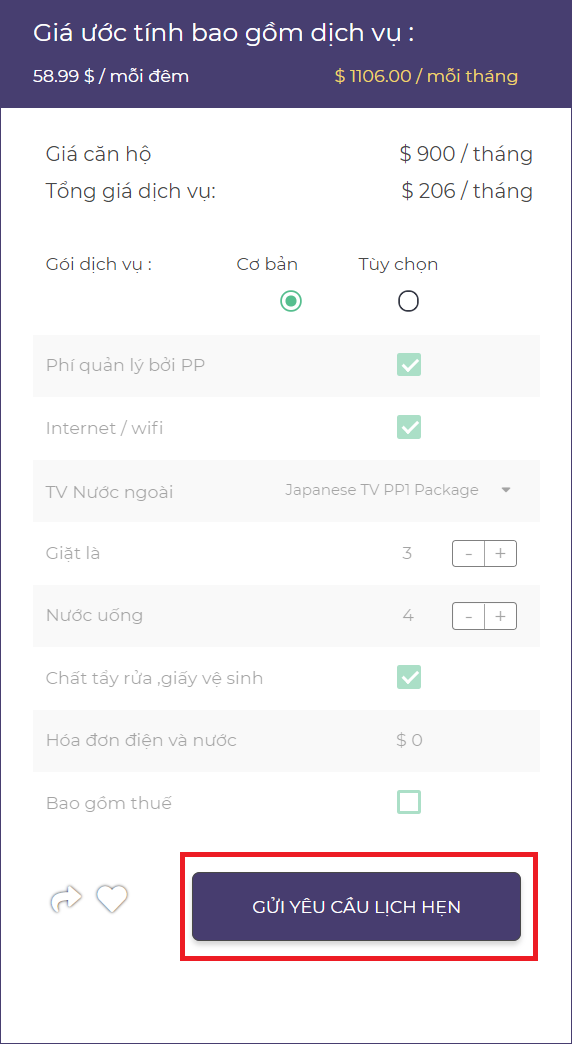 Giá ước tính bao gồm dịch vụ :
58.99 $ / mỗi đêm $ 1106.00 / mỗi tháng
Giá căn hộ $ 900 / tháng
Tổng giá dịch vụ: $ 206 / tháng
Gói dịch vụ : Cơ bản Tùy chọn
Phí quản lý bởi PP
Internet / wifi
TV Nước ngoài Japanese TV PP1 Package
Giặt là 3 - +
Nước uống 4 - +
Chất tẩy rửa ,giấy vệ sinh
Hóa đơn điện và nước $ 0
Bao gồm thuế
GỬI YÊU CẦU LỊCH HẸN